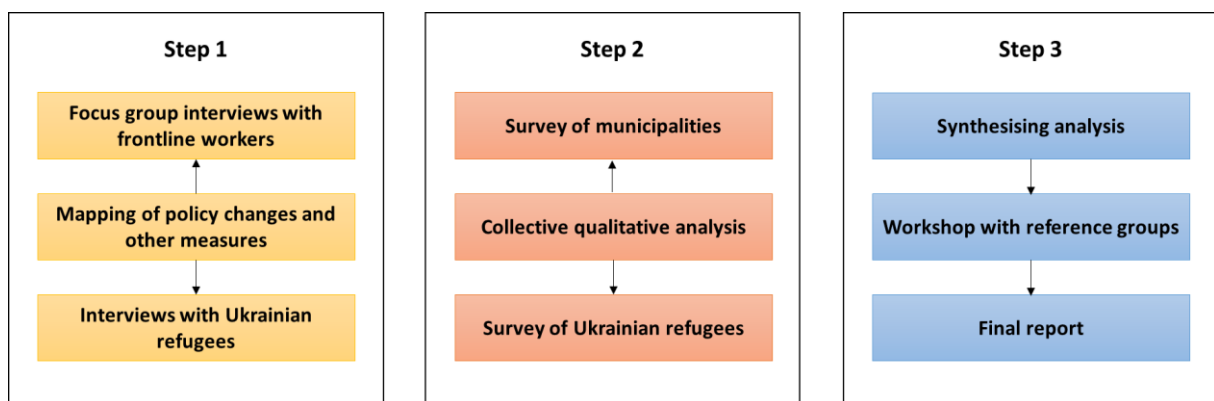 Step 1
Focus group interviews with
frontline workers
Mapping of policy changes and
other measures
Interviews with Ukrainian
refugees
Step 2
Survey of municipalities
Collective qualitative analysis
Survey of Ukrainian refugees
Step 3
Synthesising analysis
Workshop with reference groups
Final report